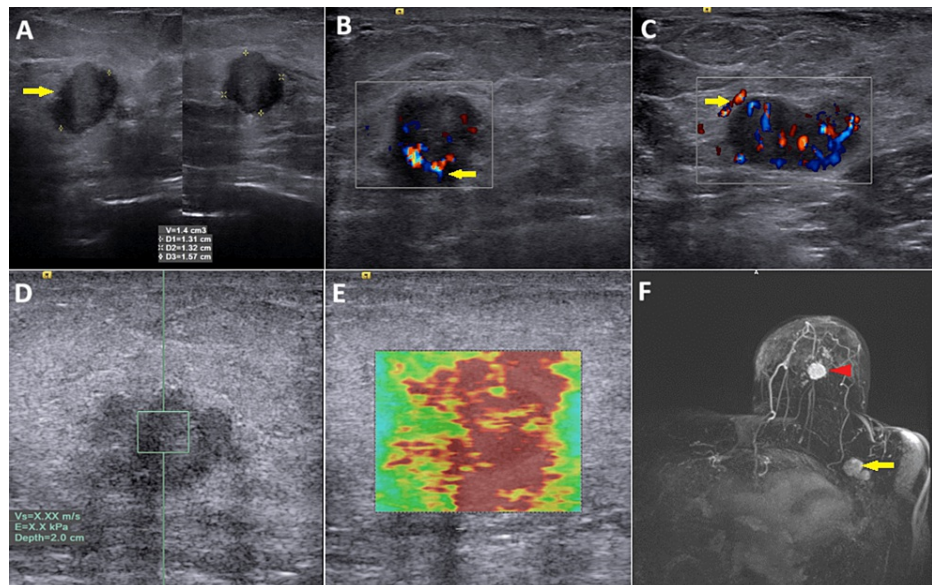 A
B
C
V=1.4 cm3
D1=1.31 cm
D2=1.32 cm
D3=1.57 cm
D
E
F
Vs=X.XX m/s
E=X.X kPa
Depth=2.0 cm